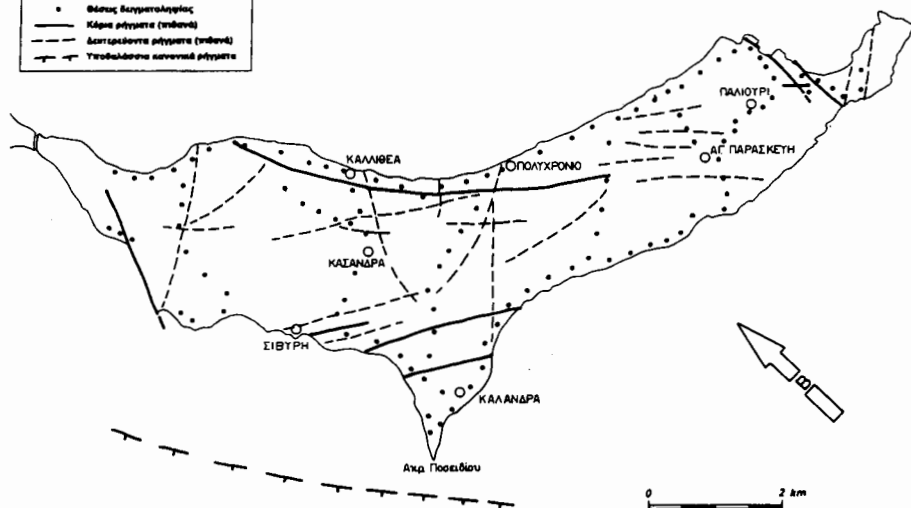 Θέσεις δειγματοληψίας
Κύρια ρήγματα (πιθανά)
Δευτερεύοντα ρήγματα (πιθανά)
Υποθαλάσσια κανονικά ρήγματα
ΠΑΛΙΟΥΡΙ
ΑΓ. ΠΑΡΑΣΚΕΥΗ
ΠΟΛΥΧΡΟΝΙΟ
ΚΑΛΛΙΘΕΑ
ΚΑΣΑΝΔΡΑ
ΣΙΒΥΡΗ
ΚΑΛΑΝΔΡΑ
Ακρ. Ποσειδίου
Β
0 2 km